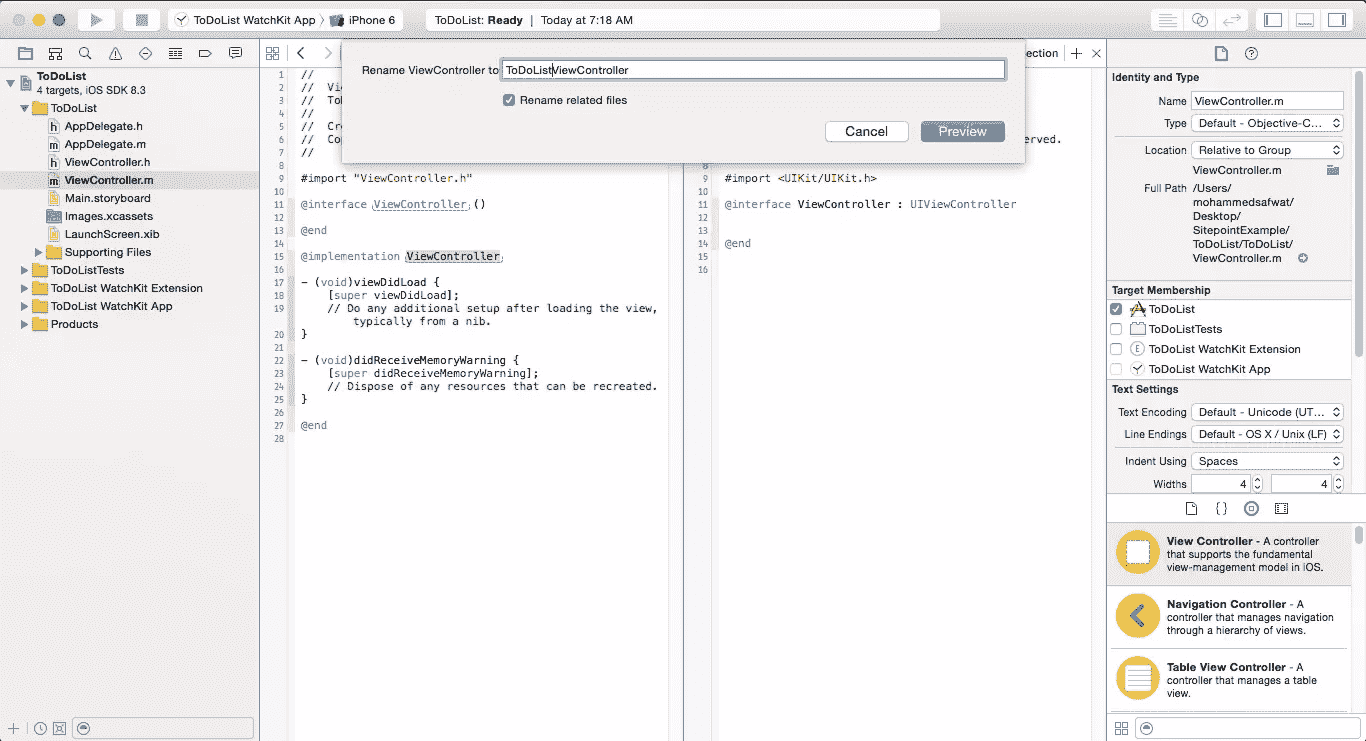 ToDoList WatchKit App 〉 iPhone 6
ToDoList: Ready | Today at 7:18 AM
ToDoList
4 targets, iOS SDK 8.3
ToDoList
AppDelegate.h
AppDelegate.m
ViewController.h
ViewController.m
Main.storyboard
Images.xcassets
LaunchScreen.xib
Supporting Files
ToDoListTests
ToDoList WatchKit Extension
ToDoList WatchKit App
Products
Rename ViewController to ToDoListViewController
Rename related files
Cancel
Preview
ection
1 //
2 // Vi
3 // To
4 //
5 // Cr
6 // Co
7 //
8
9 #import "ViewController.h"
10
11 @interface ViewController ()
12
13 @end
14
15 @implementation ViewController
16
17 - (void)viewDidLoad {
18 [super viewDidLoad];
19 // Do any additional setup after loading the view,
typically from a nib.
20 }
21
22 - (void)didReceiveMemoryWarning {
23 [super didReceiveMemoryWarning];
24 // Dispose of any resources that can be recreated.
25 }
26
27 @end
28
erved.
8
9 #import <UIKit/UIKit.h>
10
11 @interface ViewController : UIViewController
12
13
14 @end
15
16
Identity and Type
Name ViewController.m
Type Default - Objective-C...
Location Relative to Group
ViewController.m
Full Path /Users/
mohammedsafwat/
Desktop/
SitepointExample/
ToDoList/ToDoList/
ViewController.m
Target Membership
ToDoList
ToDoListTests
E ToDoList WatchKit Extension
ToDoList WatchKit App
Text Settings
Text Encoding Default - Unicode (UT...
Line Endings Default - OS X / Unix (LF)
Indent Using Spaces
Widths 4 4
{ }
View Controller - A controller
that supports the fundamental
view-management model in iOS.
Navigation Controller - A
controller that manages navigation
through a hierarchy of views.
Table View Controller - A
controller that manages a table
view.